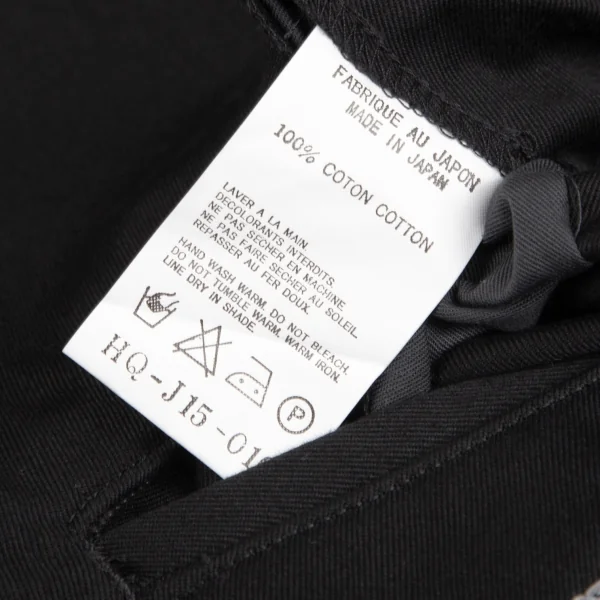 FABRIQUE AU JAPON
MADE IN JAPAN
100% COTON COTTON
LAVER A LA MAIN
DECOLORANTS INTERDITS.
NE PAS SECHER EN MACHINE
NE PAS FAIRE SECHER AU SOLEIL.
REPASSER AU FER DOUX.
HAND WASH WARM, DO NOT BLEACH.
DO NOT TUMBLE WARM, WARM IRON.
LINE DRY IN SHADE.
P
HQ-J15-01